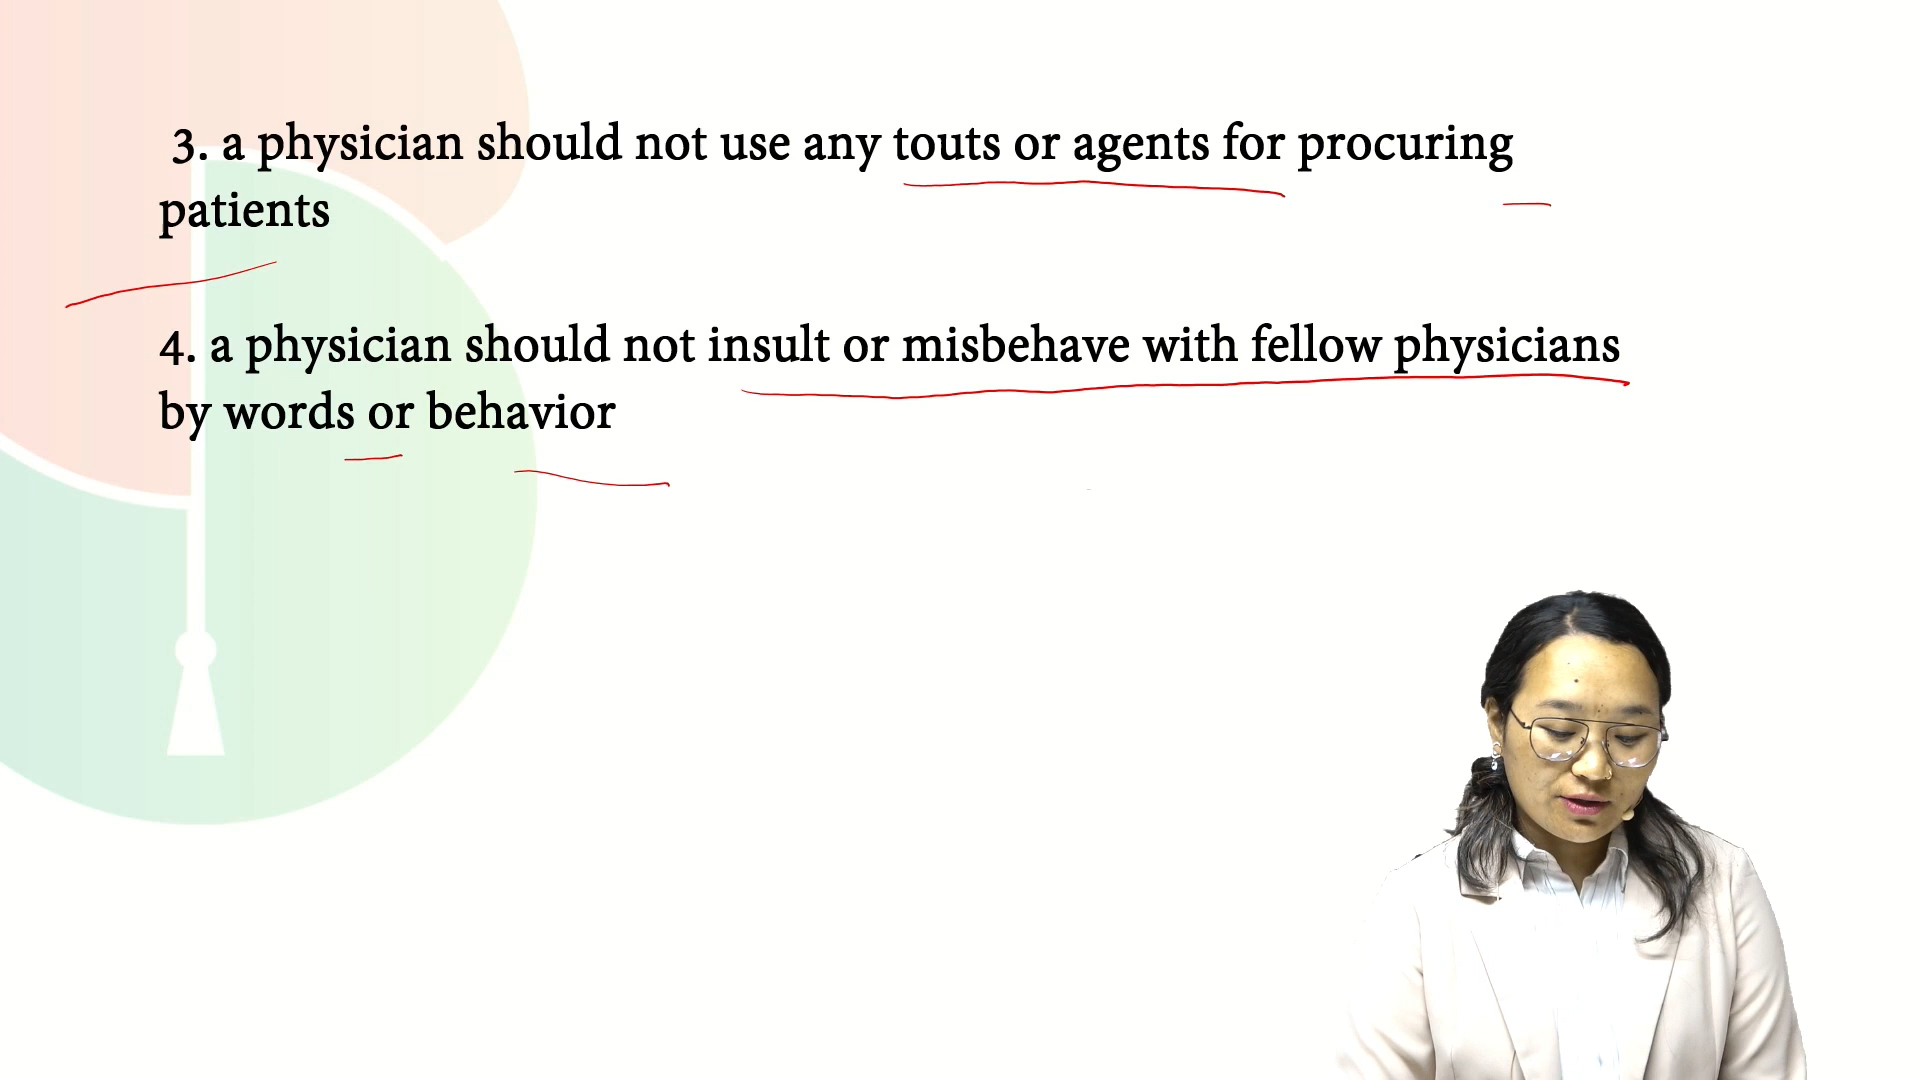 3. a physician should not use any touts or agents for procuring
patients
4. a physician should not insult or misbehave with fellow physicians
by words or behavior